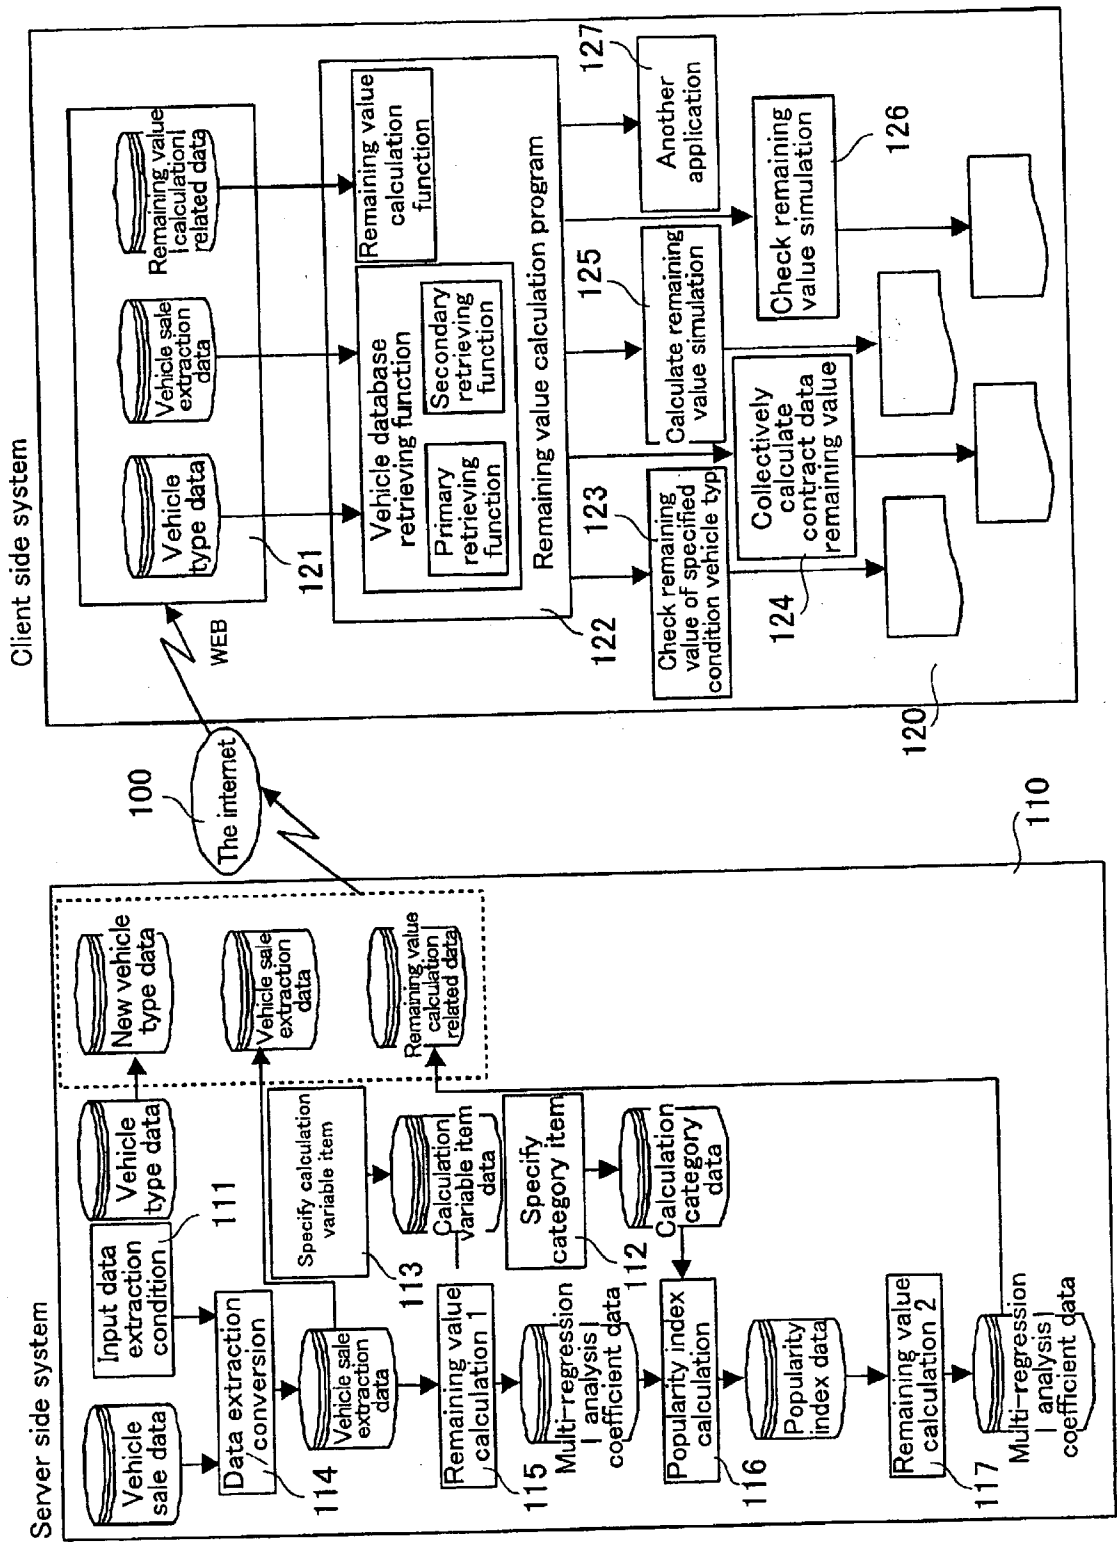 Server side system
Vehicle
sale data
Input data
extraction
condition
111
Vehicle
type data
New vehicle
type data
Data extraction
/
conversion
114
Vehicle sale
extraction
data
Specify calculation
variable item
113
Vehicle sale
extraction
data
Calculation
variable item
data
Remaining value
calculation
related data
Remaining value
calculation 1
115
Specify
category item
112
Multi-regression
analysis
coefficient data
Calculation
category
data
Popularity index
calculation
116
Popularity
index data
Remaining value
calculation 2
117
Multi-regression
analysis
coefficient data
110
100
The internet
WEB
Client side system
Vehicle
type data
Vehicle sale
extraction
data
Remaining value
calculation
related data
121
Vehicle database
retrieving function
Primary
retrieving
function
Secondary
retrieving
function
Remaining value
calculation
function
Remaining value calculation program
122
123
Check remaining
value of specified
condition vehicle typ
125
Calculate remaining
value simulation
127
Another
application
Collectively
calculate
contract data
remaining value
124
Check remaining
value simulation
126
120